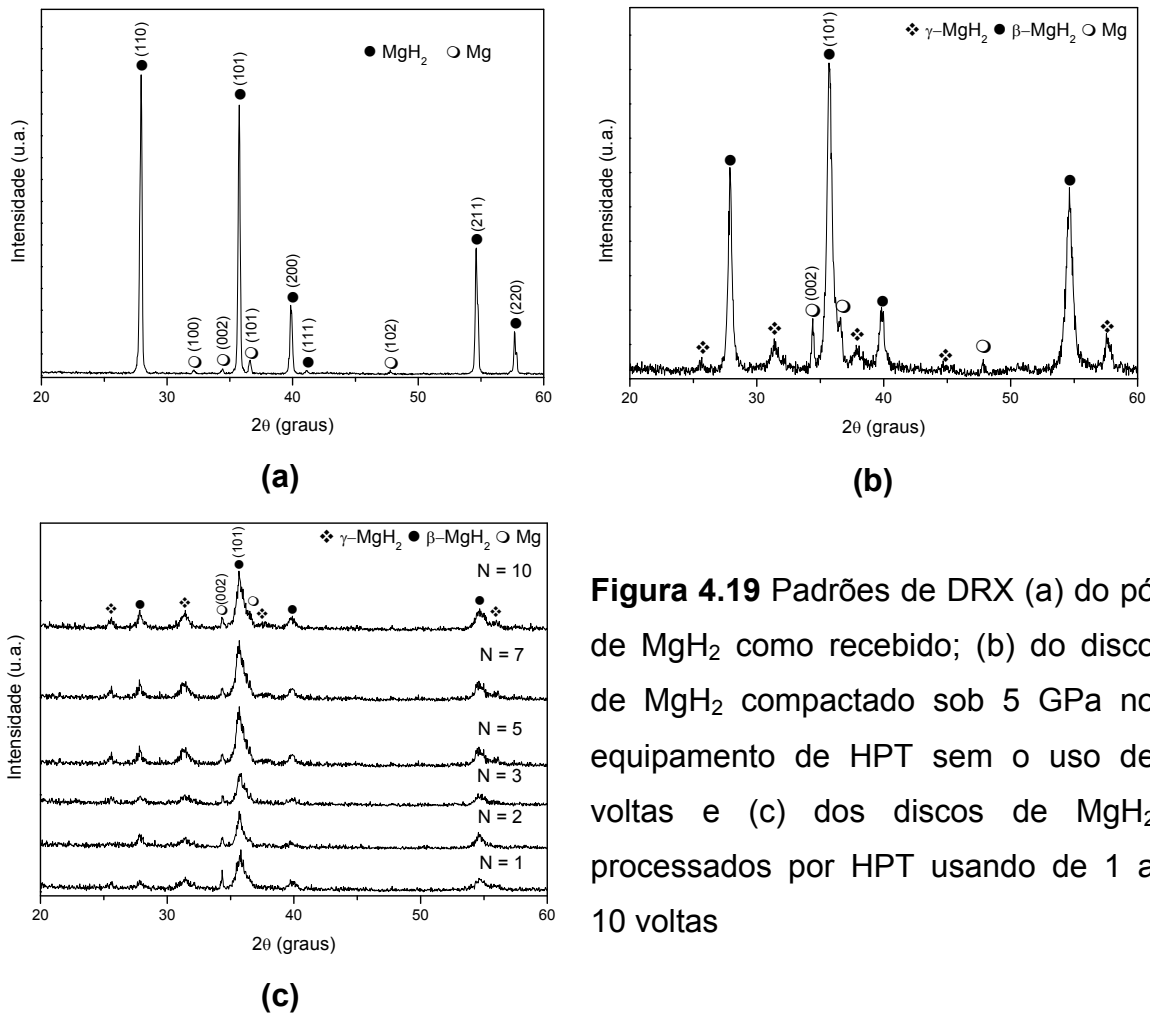 MgH₂ Mg
(110)
(101)
(211)
(200)
(220)
(100)
(002)
(101)
(111)
(102)
Intensidade (u.a.)
20 30 40 50 60
2θ (graus)
(a)
γ–MgH₂ β–MgH₂ Mg
(101)
(002)
Intensidade (u.a.)
20 30 40 50 60
2θ (graus)
(b)
γ–MgH₂ β–MgH₂ Mg
(101)
(002)
N = 10
N = 7
N = 5
N = 3
N = 2
N = 1
Intensidade (u.a.)
20 30 40 50 60
2θ (graus)
(c)
Figura 4.19 Padrões de DRX (a) do pó
de MgH₂ como recebido; (b) do disco
de MgH₂ compactado sob 5 GPa no
equipamento de HPT sem o uso de
voltas e (c) dos discos de MgH₂
processados por HPT usando de 1 a
10 voltas